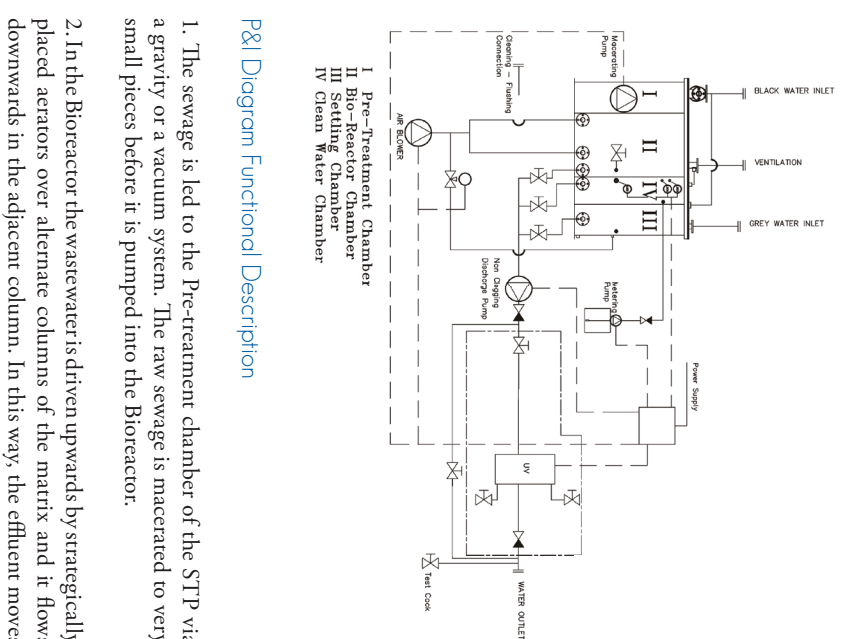 BLACK WATER INLET
VENTILATION
GREY WATER INLET
Macerating
Pump
I
II
IV
III
Cleaning – Flushing
Connection
AIR BLOWER
Metering
Pump
Non Clogging
Discharge Pump
Power Supply
UV
WATER OUTLET
Test Cock
I Pre-Treatment Chamber
II Bio-Reactor Chamber
III Settling Chamber
IV Clean Water Chamber
P&I Diagram Functional Description
1. The sewage is led to the Pre-treatment chamber of the STP via
a gravity or a vacuum system. The raw sewage is macerated to very
small pieces before it is pumped into the Bioreactor.
2. In the Bioreactor the wastewater is driven upwards by strategically
placed aerators over alternate columns of the matrix and it flows
downwards in the adjacent column. In this way, the effluent moves